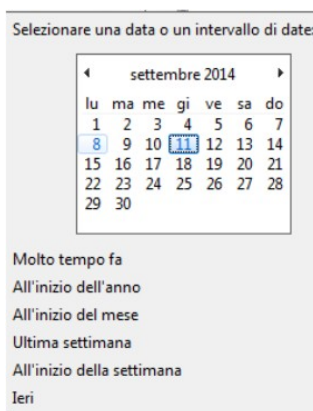 Selezionare una data o un intervallo di date:
settembre 2014
lu ma me gi ve sa do
1 2 3 4 5 6 7
8 9 10 11 12 13 14
15 16 17 18 19 20 21
22 23 24 25 26 27 28
29 30
Molto tempo fa
All'inizio dell'anno
All'inizio del mese
Ultima settimana
All'inizio della settimana
Ieri